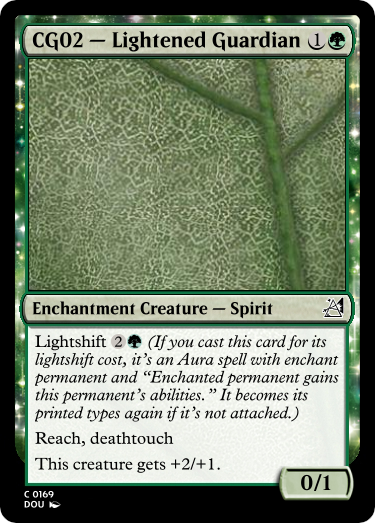 CG02 — Lightened Guardian 1
Enchantment Creature — Spirit
Lightshift 2 (If you cast this card for its
lightshift cost, it's an Aura spell with enchant
permanent and “Enchanted permanent gains
this permanent's abilities.” It becomes its
printed types again if it's not attached.)
Reach, deathtouch
This creature gets +2/+1.
0/1
C 0169
DOU